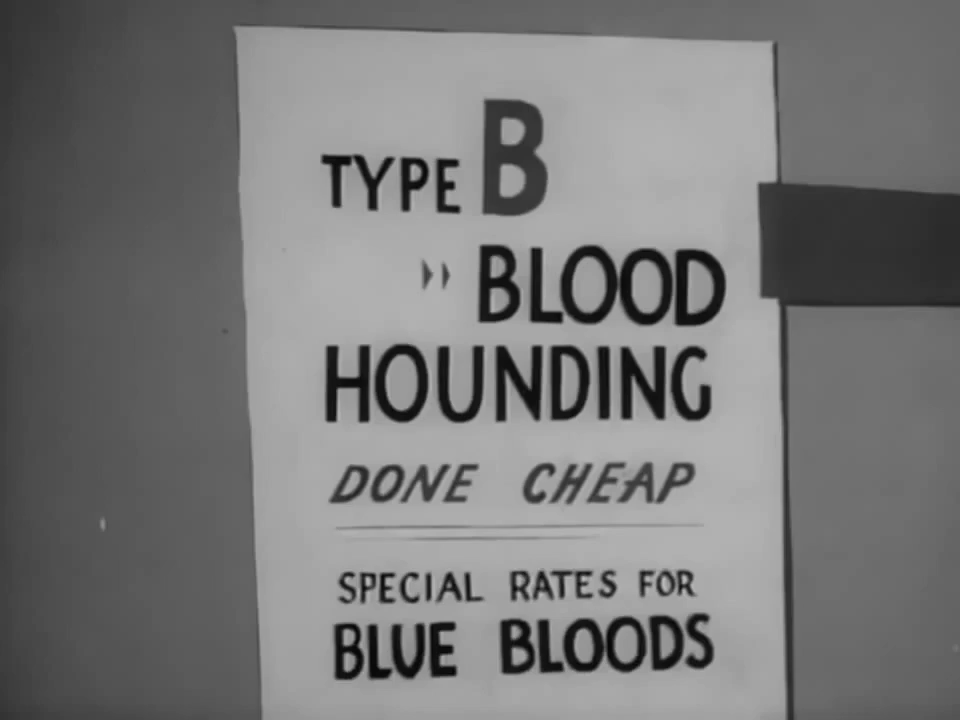 TYPE B
" BLOOD
HOUNDING
DONE CHEAP
SPECIAL RATES FOR
BLUE BLOODS